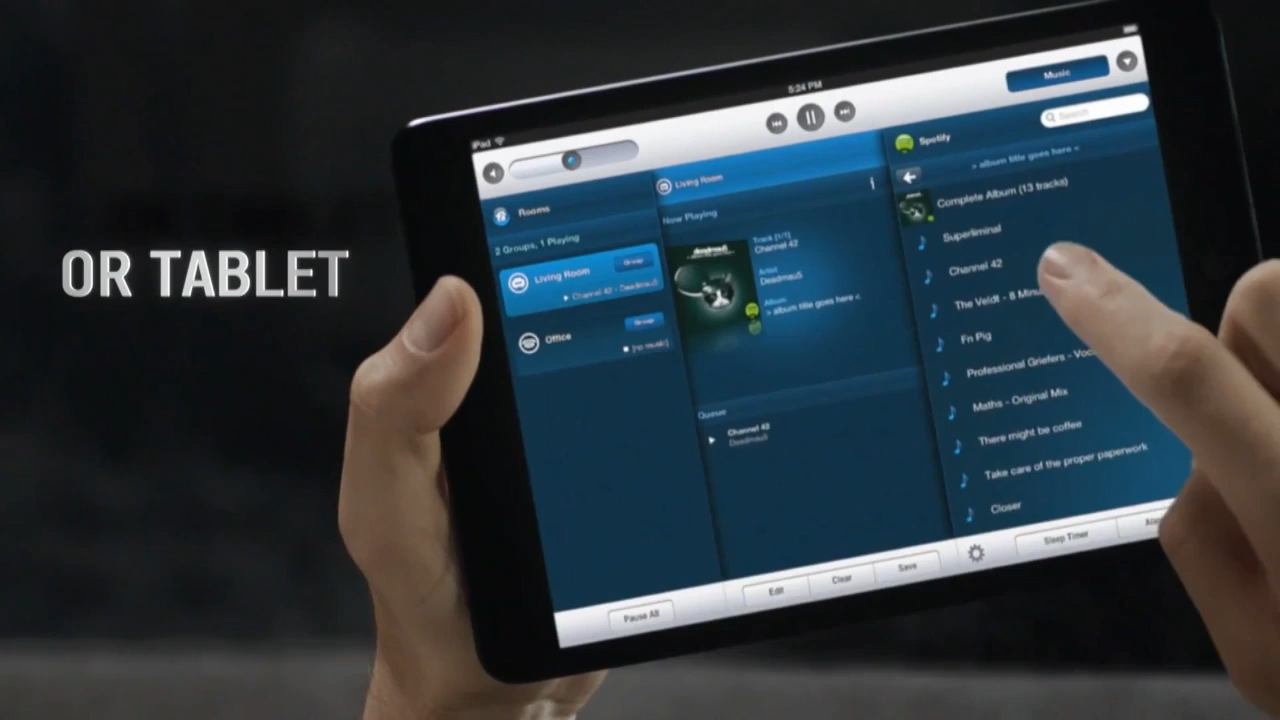 OR TABLET
iPad
5:24 PM
Music
Search
Rooms
2 Groups, 1 Playing
Living Room
Group
Channel 42 - Deadmau5
Office
Group
[no music]
Living Room
Now Playing
Track [1/1]
Channel 42
Artist
Deadmau5
Album
> album title goes here <
deadmau5
Queue
Channel 42
Deadmau5
Spotify
> album title goes here <
Complete Album (13 tracks)
Superliminal
Channel 42
The Veldt - 8 Minu
Fn Pig
Professional Griefers - Voc
Maths - Original Mix
There might be coffee
Take care of the proper paperwork
Closer
Pause All
Edit
Clear
Save
Sleep Timer